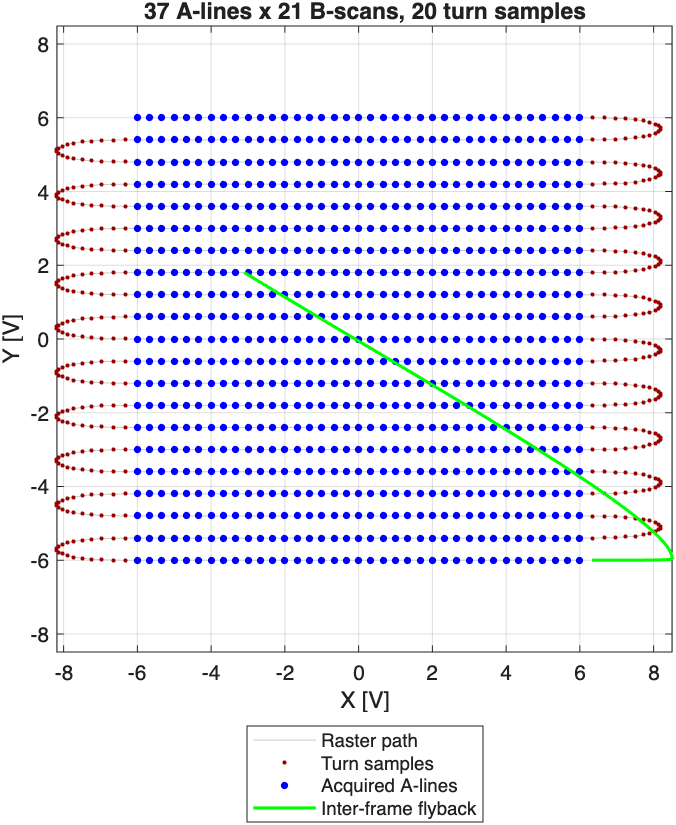 37 A-lines x 21 B-scans, 20 turn samples
8
6
4
2
0
-2
-4
-6
-8
Y [V]
-8 -6 -4 -2 0 2 4 6 8
X [V]
Raster path
Turn samples
Acquired A-lines
Inter-frame flyback